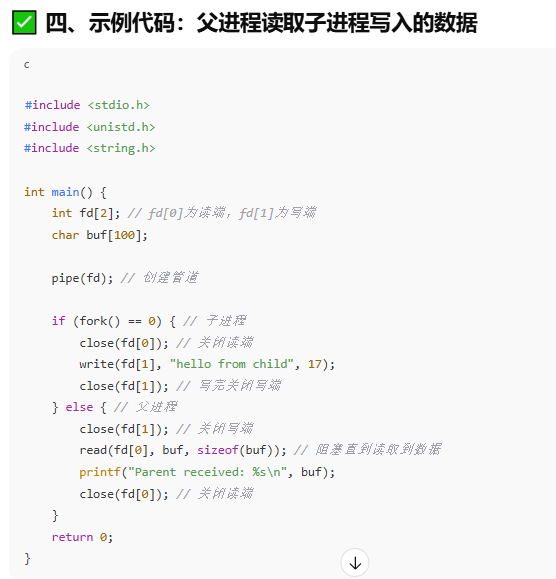 ✅ 四、示例代码：父进程读取子进程写入的数据
c
#include <stdio.h>
#include <unistd.h>
#include <string.h>
int main() {
    int fd[2]; // fd[0]为读端，fd[1]为写端
    char buf[100];
    pipe(fd); // 创建管道
    if (fork() == 0) { // 子进程
        close(fd[0]); // 关闭读端
        write(fd[1], "hello from child", 17);
        close(fd[1]); // 写完关闭写端
    } else { // 父进程
        close(fd[1]); // 关闭写端
        read(fd[0], buf, sizeof(buf)); // 阻塞直到读取到数据
        printf("Parent received: %s\n", buf);
        close(fd[0]); // 关闭读端
    }
    return 0;
}